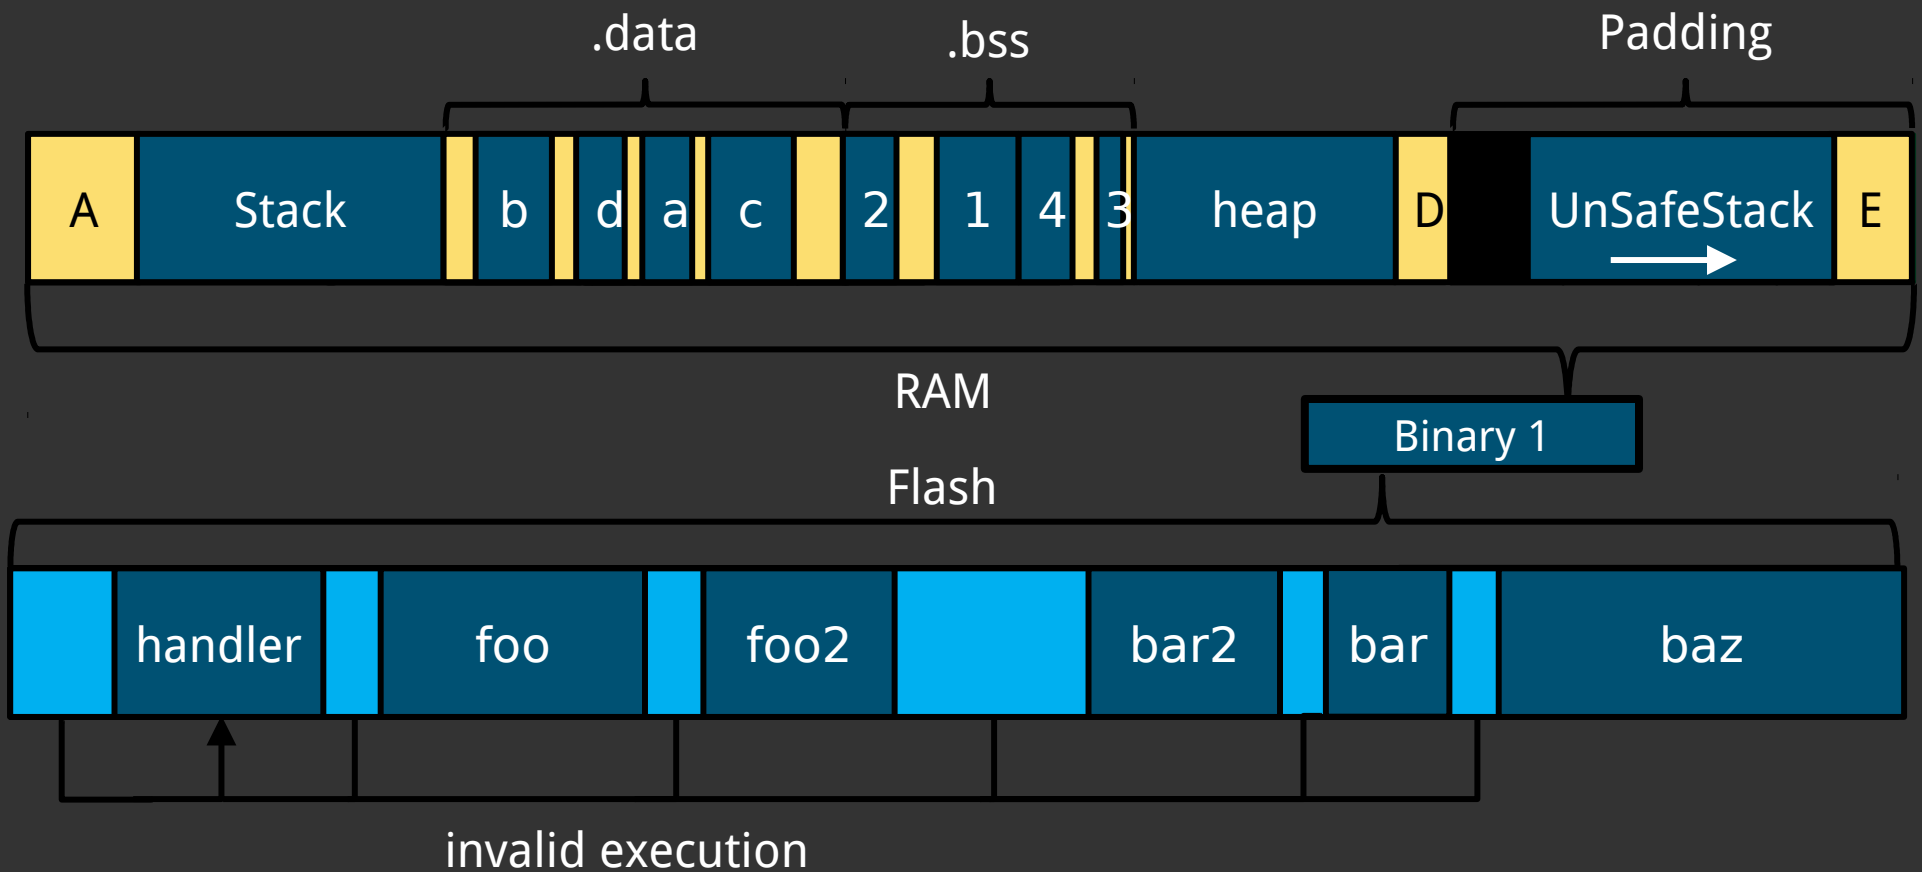 .data
.bss
Padding
A
Stack
b
d
a
c
2
1
4
3
heap
D
UnSafeStack
E
RAM
Binary 1
Flash
handler
foo
foo2
bar2
bar
baz
invalid execution